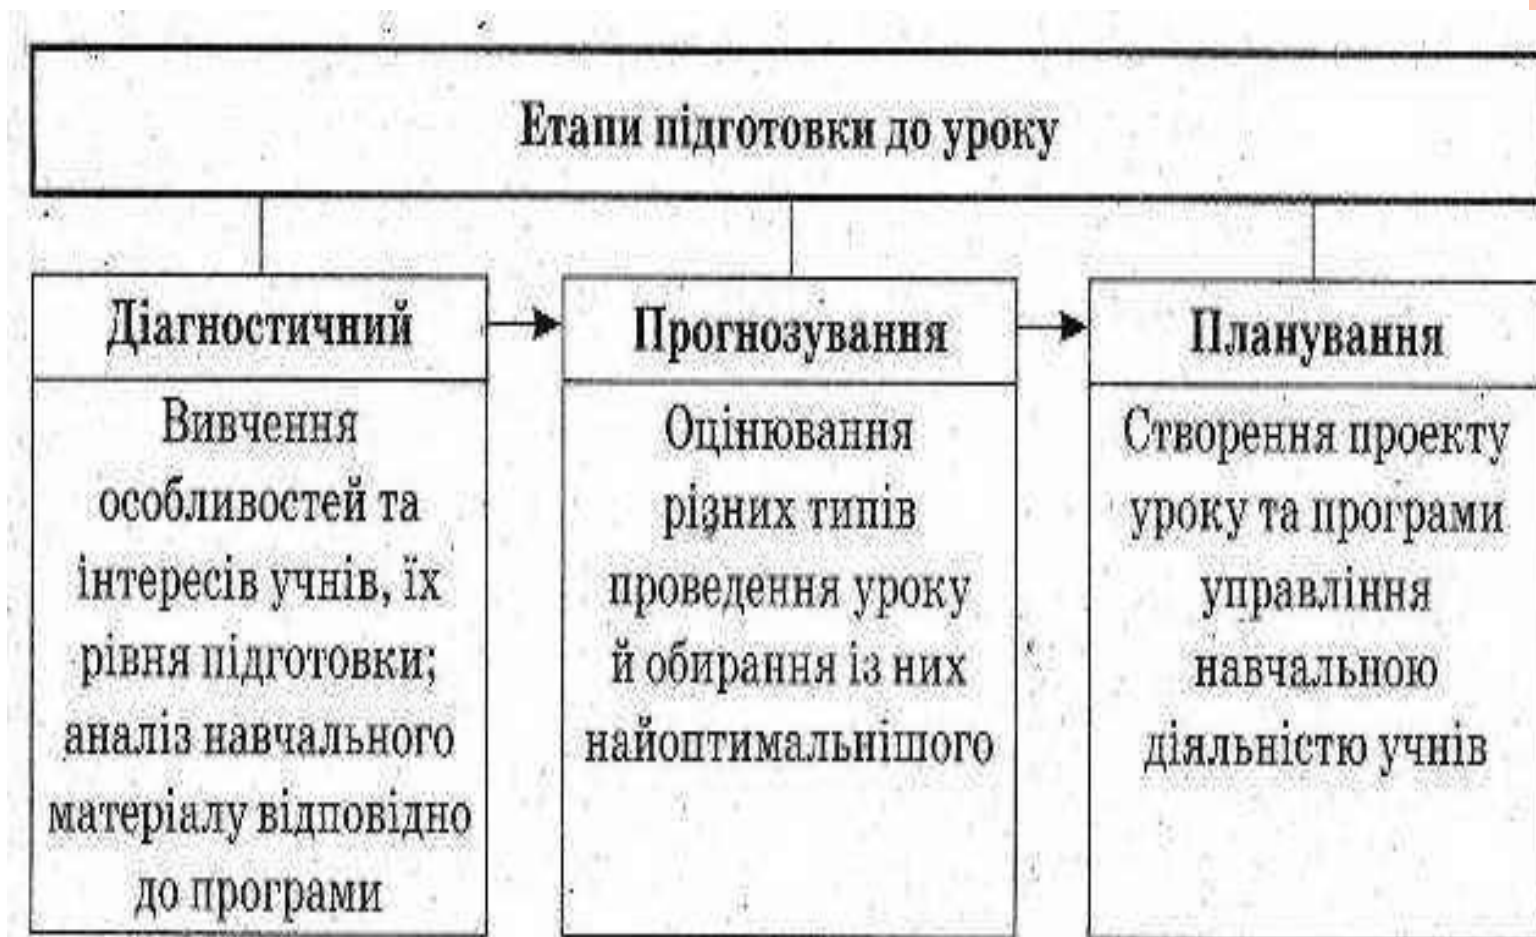 Етапи підготовки до уроку
Діагностичний
Вивчення
особливостей та
інтересів учнів, їх
рівня підготовки;
аналіз навчального
матеріалу відповідно
до програми
Прогнозування
Оцінювання
різних типів
проведення уроку
й обирання із них
найоптимальнішого
Планування
Створення проекту
уроку та програми
управління
навчальною
діяльністю учнів